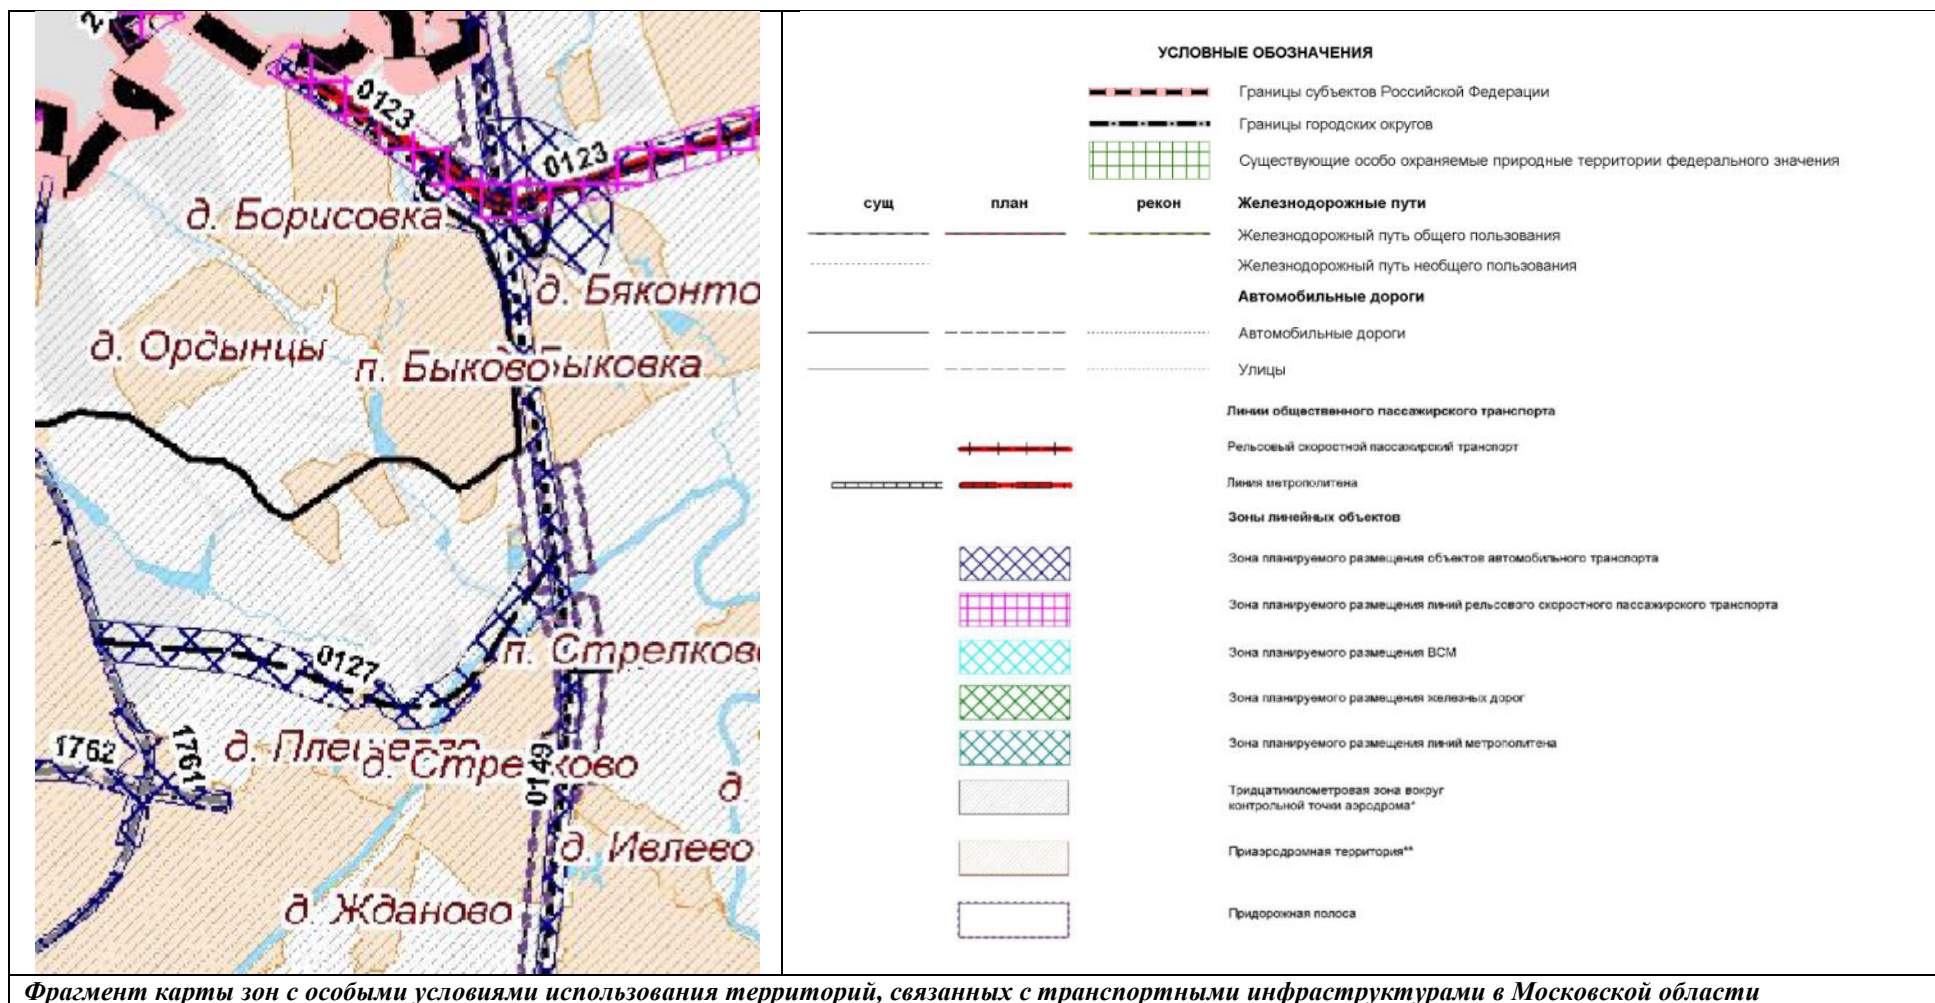 0123
0123
д. Борисовка
д. Бяконто
д. Ордынцы
п. Быково
ыковка
0127
п. Стрелков
1762
1761
д. Стре
ково
0149
д.
д. Ивлево
д. Жданово
УСЛОВНЫЕ ОБОЗНАЧЕНИЯ
Границы субъектов Российской Федерации
Границы городских округов
Существующие особо охраняемые природные территории федерального значения
сущ план рекон Железнодорожные пути
Железнодорожный путь общего пользования
Железнодорожный путь необщего пользования
Автомобильные дороги
Автомобильные дороги
Улицы
Линии общественного пассажирского транспорта
Рельсовый скоростной пассажирский транспорт
Линия метрополитена
Зоны линейных объектов
Зона планируемого размещения объектов автомобильного транспорта
Зона планируемого размещения линий рельсового скоростного пассажирского транспорта
Зона планируемого размещения ВСМ
Зона планируемого размещения железных дорог
Зона планируемого размещения линий метрополитена
Тридцатикилометровая зона вокруг
контрольной точки аэродрома*
Приаэродромная территория**
Придорожная полоса
Фрагмент карты зон с особыми условиями использования территорий, связанных с транспортными инфраструктурами в Московской области